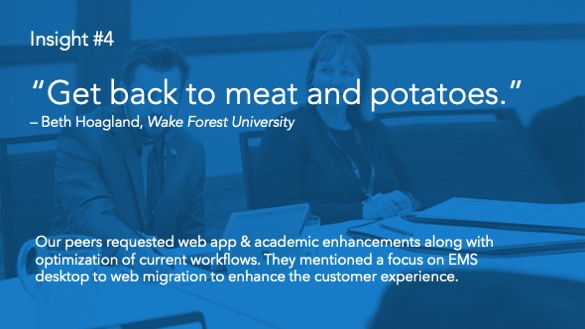 Insight #4
“Get back to meat and potatoes.”
– Beth Hoagland, Wake Forest University
Our peers requested web app & academic enhancements along with
optimization of current workflows. They mentioned a focus on EMS
desktop to web migration to enhance the customer experience.